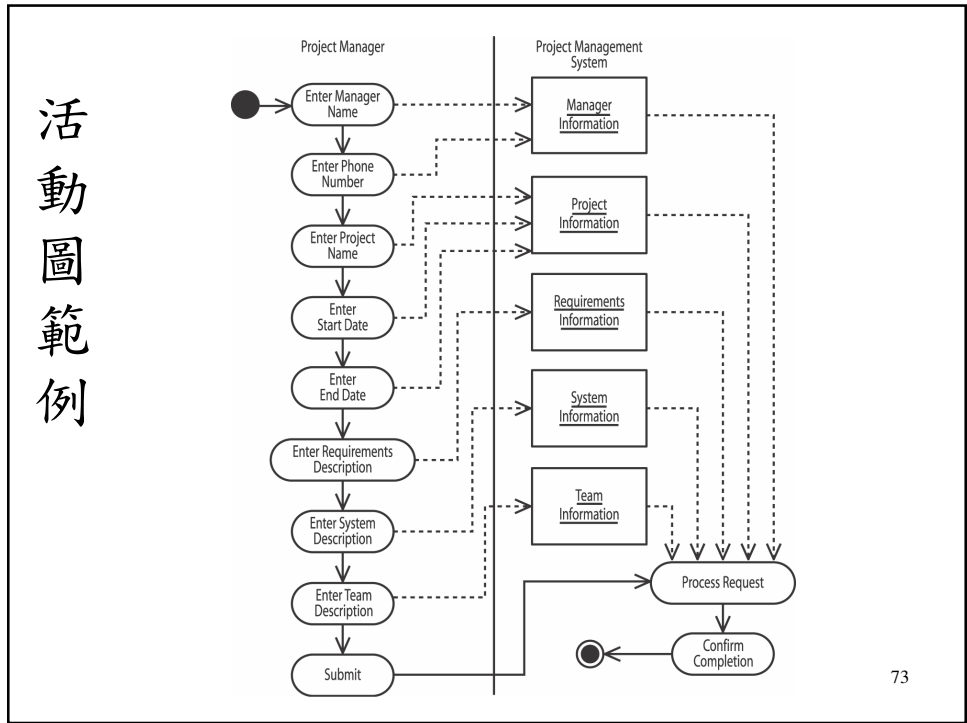 活動圖範例
Project Manager
Project Management
System
Enter Manager
Name
Manager
Information
Enter Phone
Number
Enter Project
Name
Project
Information
Enter
Start Date
Requirements
Information
Enter
End Date
System
Information
Enter Requirements
Description
Team
Information
Enter System
Description
Enter Team
Description
Process Request
Submit
Confirm
Completion
73